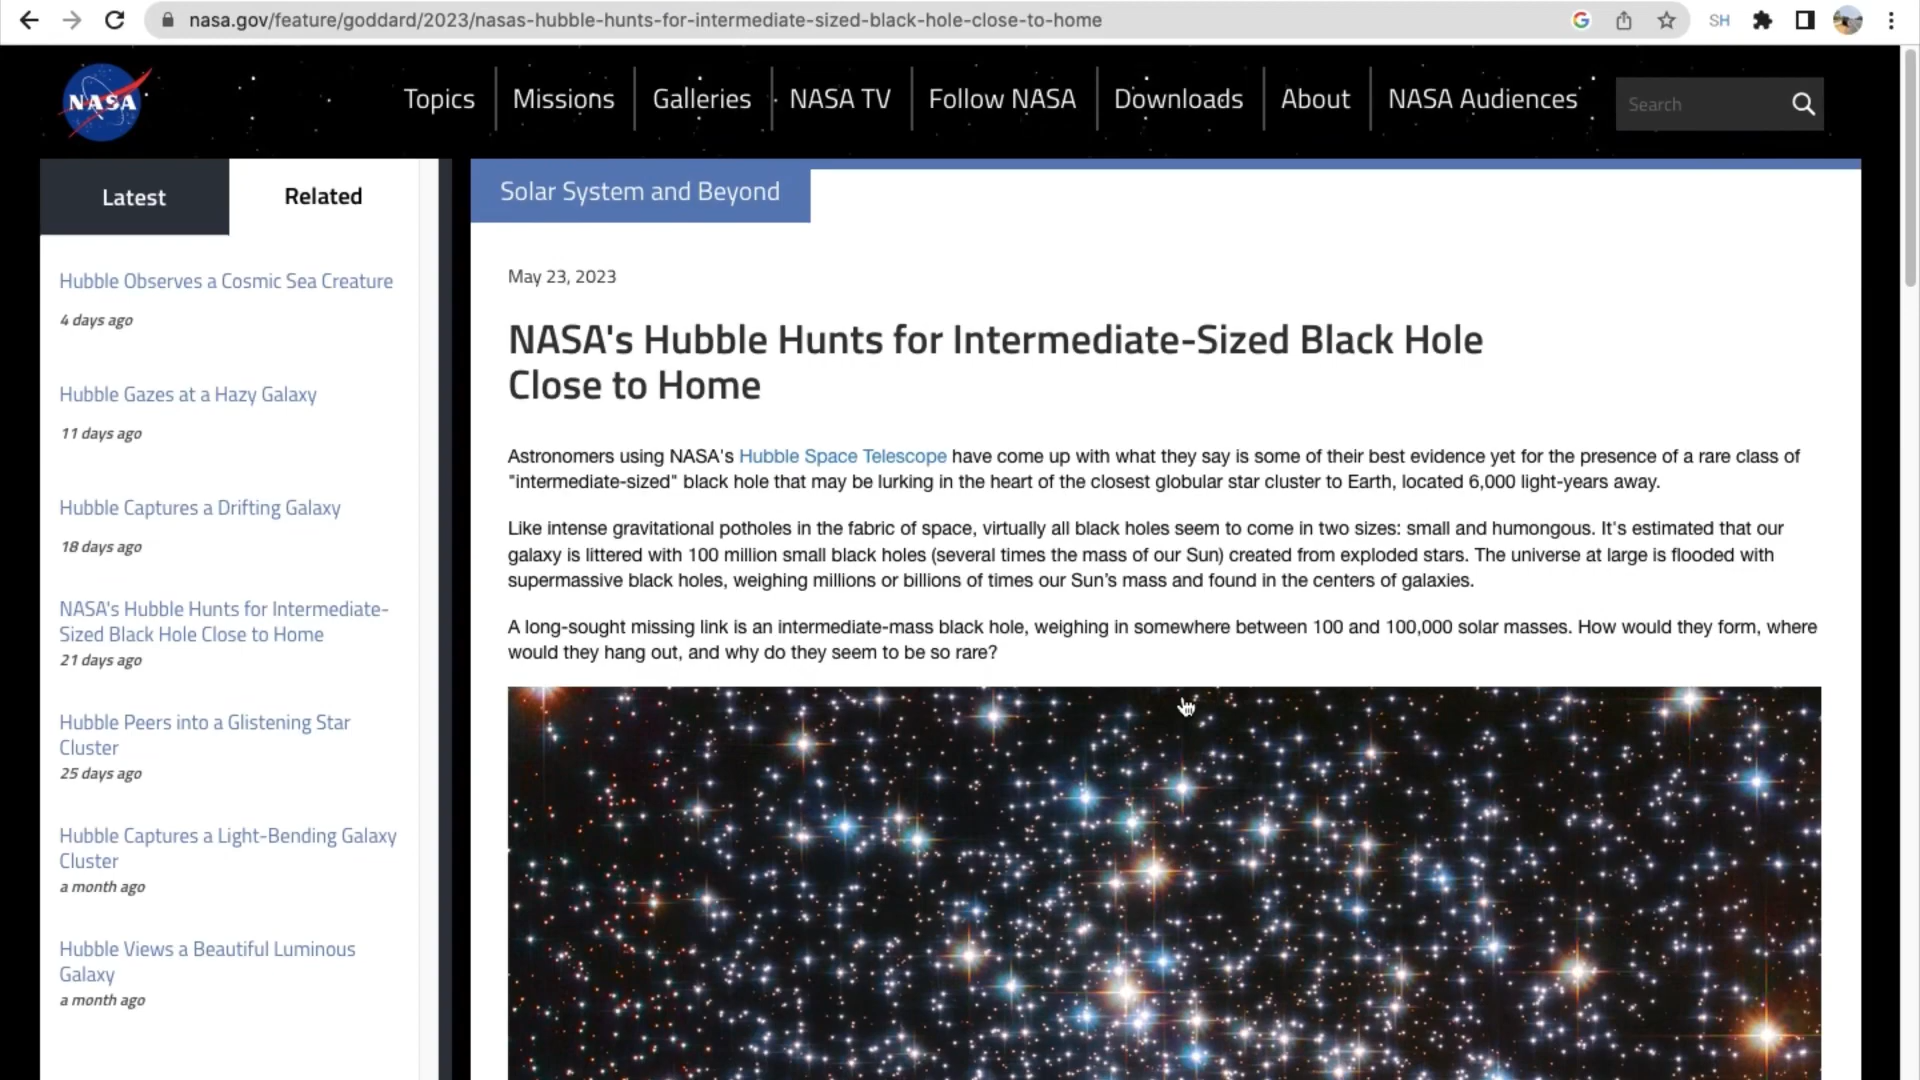 nasa.gov/feature/goddard/2023/nasas-hubble-hunts-for-intermediate-sized-black-hole-close-to-home
SH
NASA
Topics
Missions
Galleries
NASA TV
Follow NASA
Downloads
About
NASA Audiences
Search
Latest
Related
Hubble Observes a Cosmic Sea Creature
4 days ago
Hubble Gazes at a Hazy Galaxy
11 days ago
Hubble Captures a Drifting Galaxy
18 days ago
NASA's Hubble Hunts for Intermediate-
Sized Black Hole Close to Home
21 days ago
Hubble Peers into a Glistening Star
Cluster
25 days ago
Hubble Captures a Light-Bending Galaxy
Cluster
a month ago
Hubble Views a Beautiful Luminous
Galaxy
a month ago
Solar System and Beyond
May 23, 2023
NASA's Hubble Hunts for Intermediate-Sized Black Hole
Close to Home
Astronomers using NASA's Hubble Space Telescope have come up with what they say is some of their best evidence yet for the presence of a rare class of
"intermediate-sized" black hole that may be lurking in the heart of the closest globular star cluster to Earth, located 6,000 light-years away.
Like intense gravitational potholes in the fabric of space, virtually all black holes seem to come in two sizes: small and humongous. It's estimated that our
galaxy is littered with 100 million small black holes (several times the mass of our Sun) created from exploded stars. The universe at large is flooded with
supermassive black holes, weighing millions or billions of times our Sun's mass and found in the centers of galaxies.
A long-sought missing link is an intermediate-mass black hole, weighing in somewhere between 100 and 100,000 solar masses. How would they form, where
would they hang out, and why do they seem to be so rare?